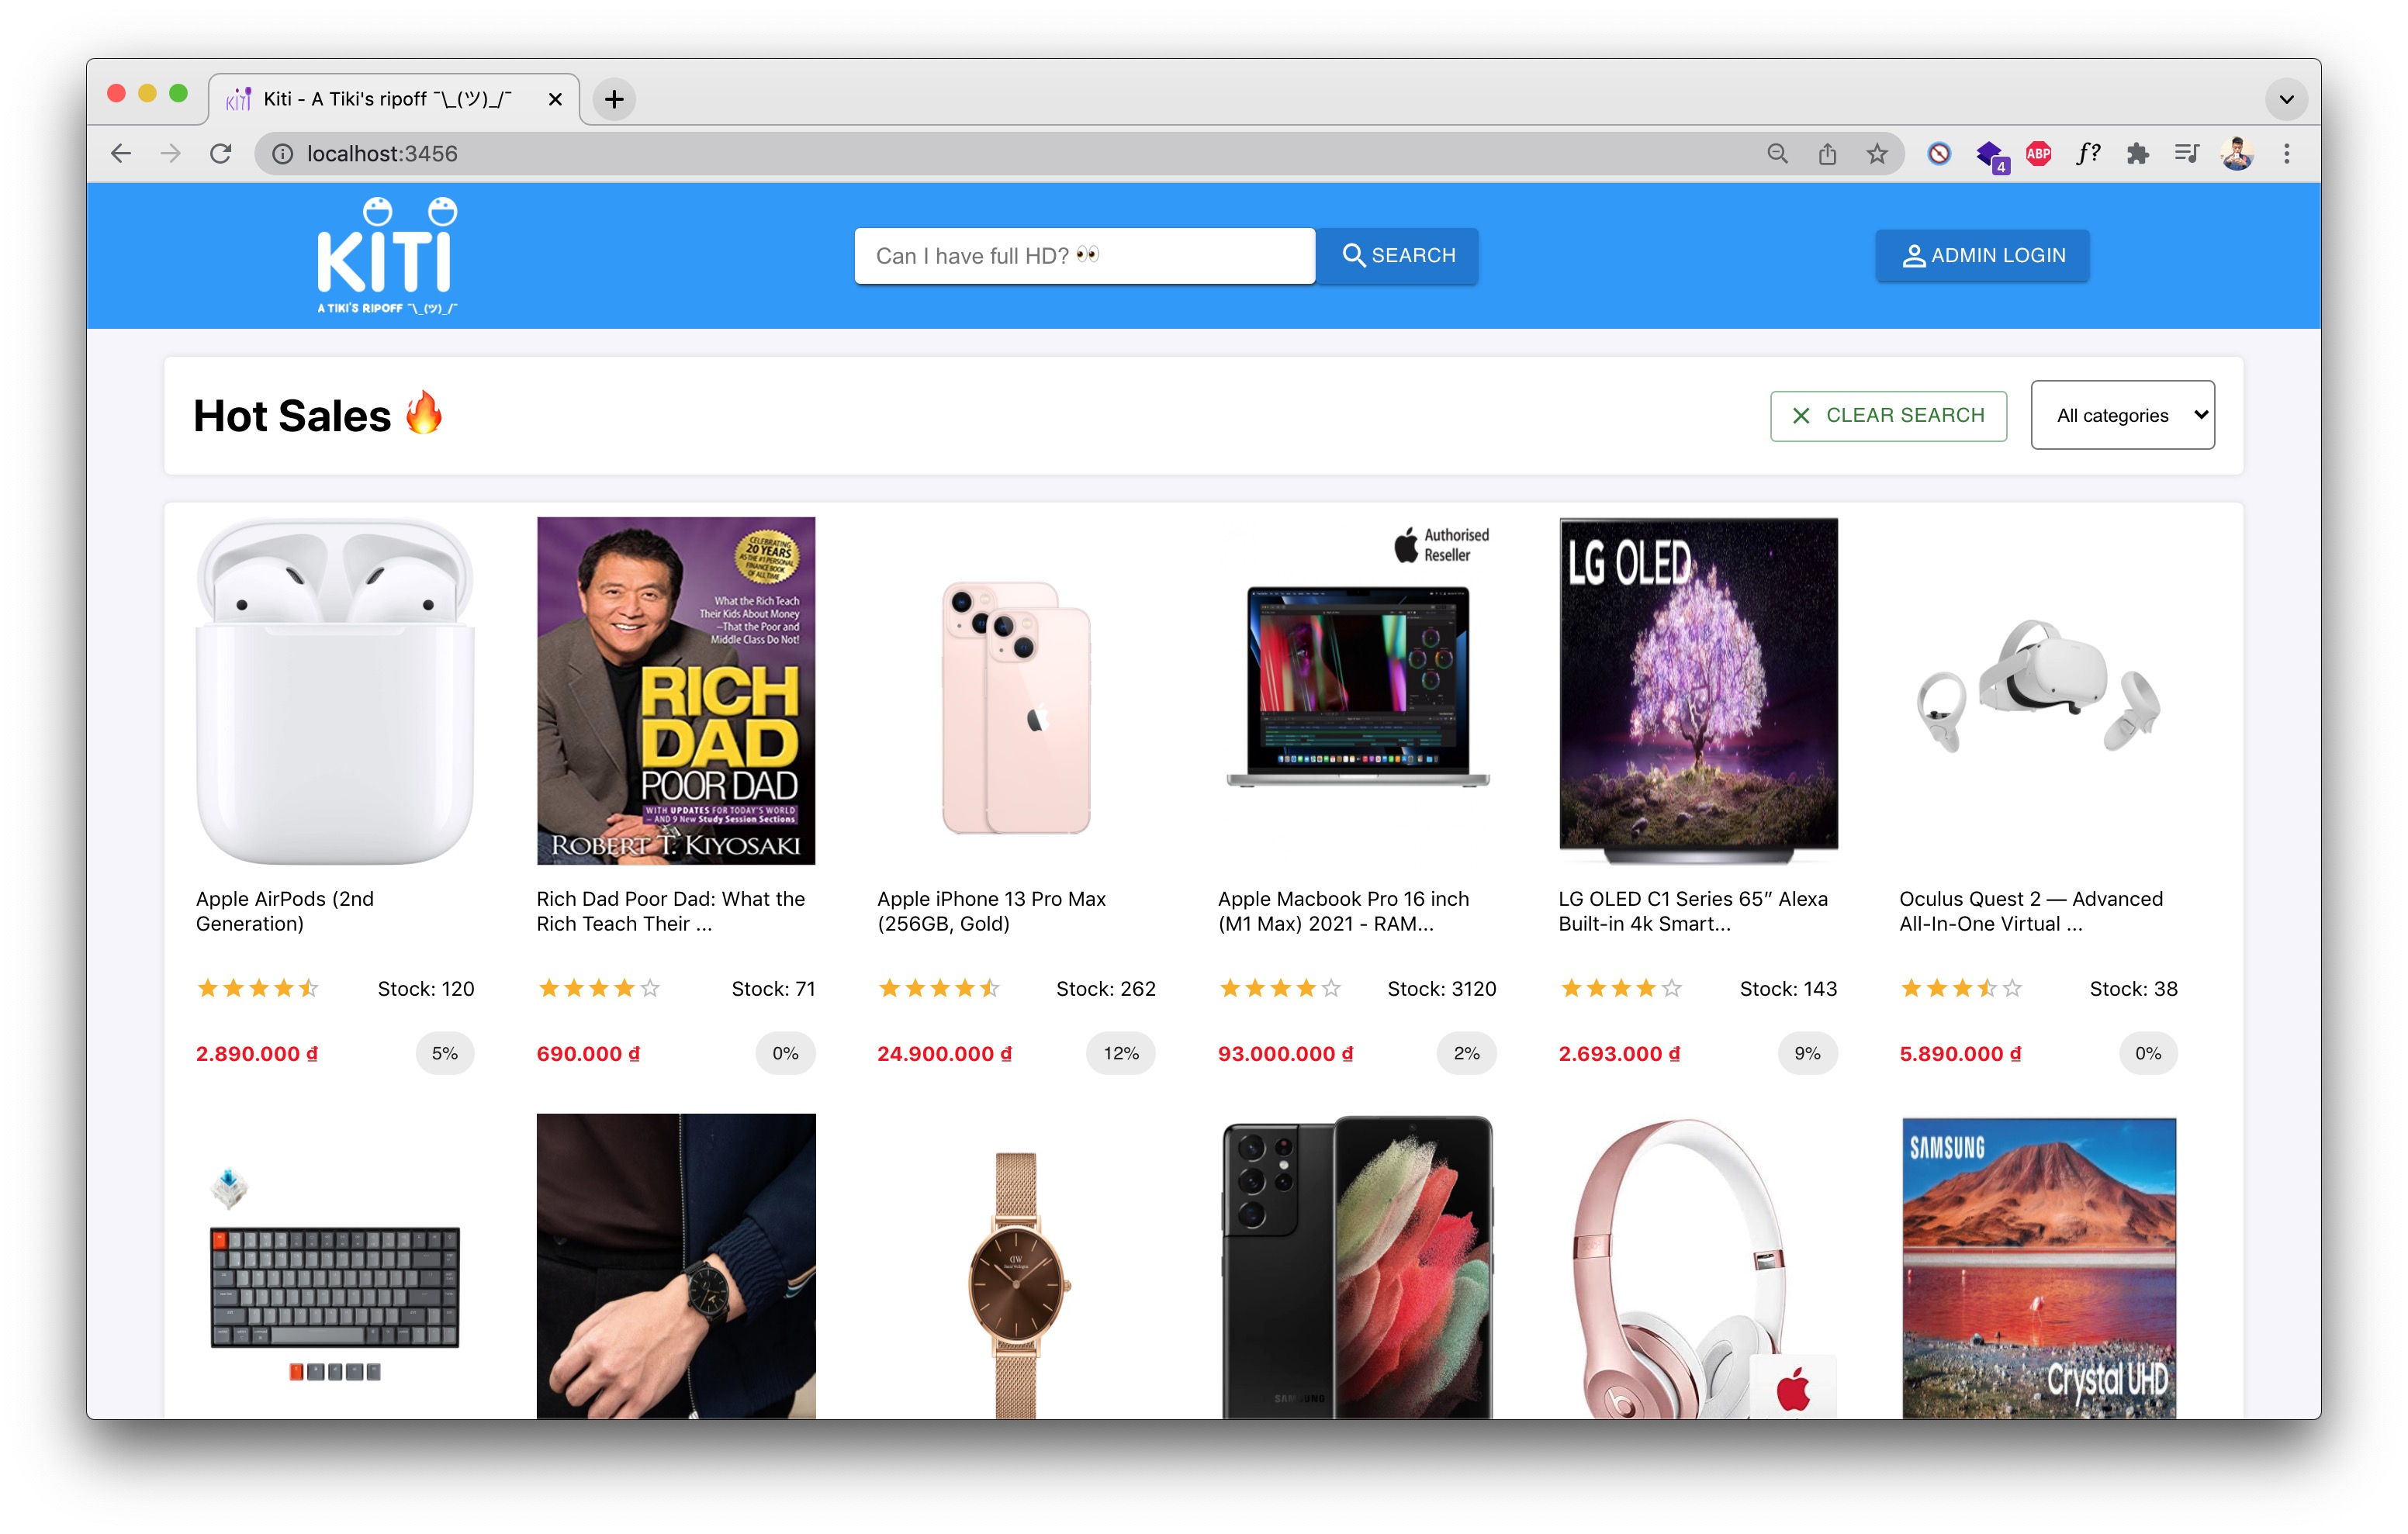 Kiti - A Tiki's ripoff ¯\_(ツ)_/¯
localhost:3456
4
ABP
f?
KiTi
A TIKI'S RIPOFF ¯\_(ツ)_/¯
Can I have full HD? 👀
SEARCH
ADMIN LOGIN
Hot Sales 🔥
CLEAR SEARCH
All categories
CELEBRATING
20 YEARS
AS THE #1 PERSONAL
FINANCE BOOK
OF ALL TIME
What the Rich Teach
Their Kids About Money
—That the Poor and
Middle Class Do Not!
RICH
DAD
POOR DAD
WITH UPDATES FOR TODAY'S WORLD
— AND 9 New Study Session Sections
ROBERT T. KIYOSAKI
Authorised
Reseller
LG OLED
Apple AirPods (2nd
Generation)
Stock: 120
2.890.000 ₫
5%
Rich Dad Poor Dad: What the
Rich Teach Their ...
Stock: 71
690.000 ₫
0%
Apple iPhone 13 Pro Max
(256GB, Gold)
Stock: 262
24.900.000 ₫
12%
Apple Macbook Pro 16 inch
(M1 Max) 2021 - RAM...
Stock: 3120
93.000.000 ₫
2%
LG OLED C1 Series 65” Alexa
Built-in 4k Smart...
Stock: 143
2.693.000 ₫
9%
Oculus Quest 2 — Advanced
All-In-One Virtual ...
Stock: 38
5.890.000 ₫
0%
DW
Daniel Wellington
SAMSUNG
SAMSUNG
Crystal UHD